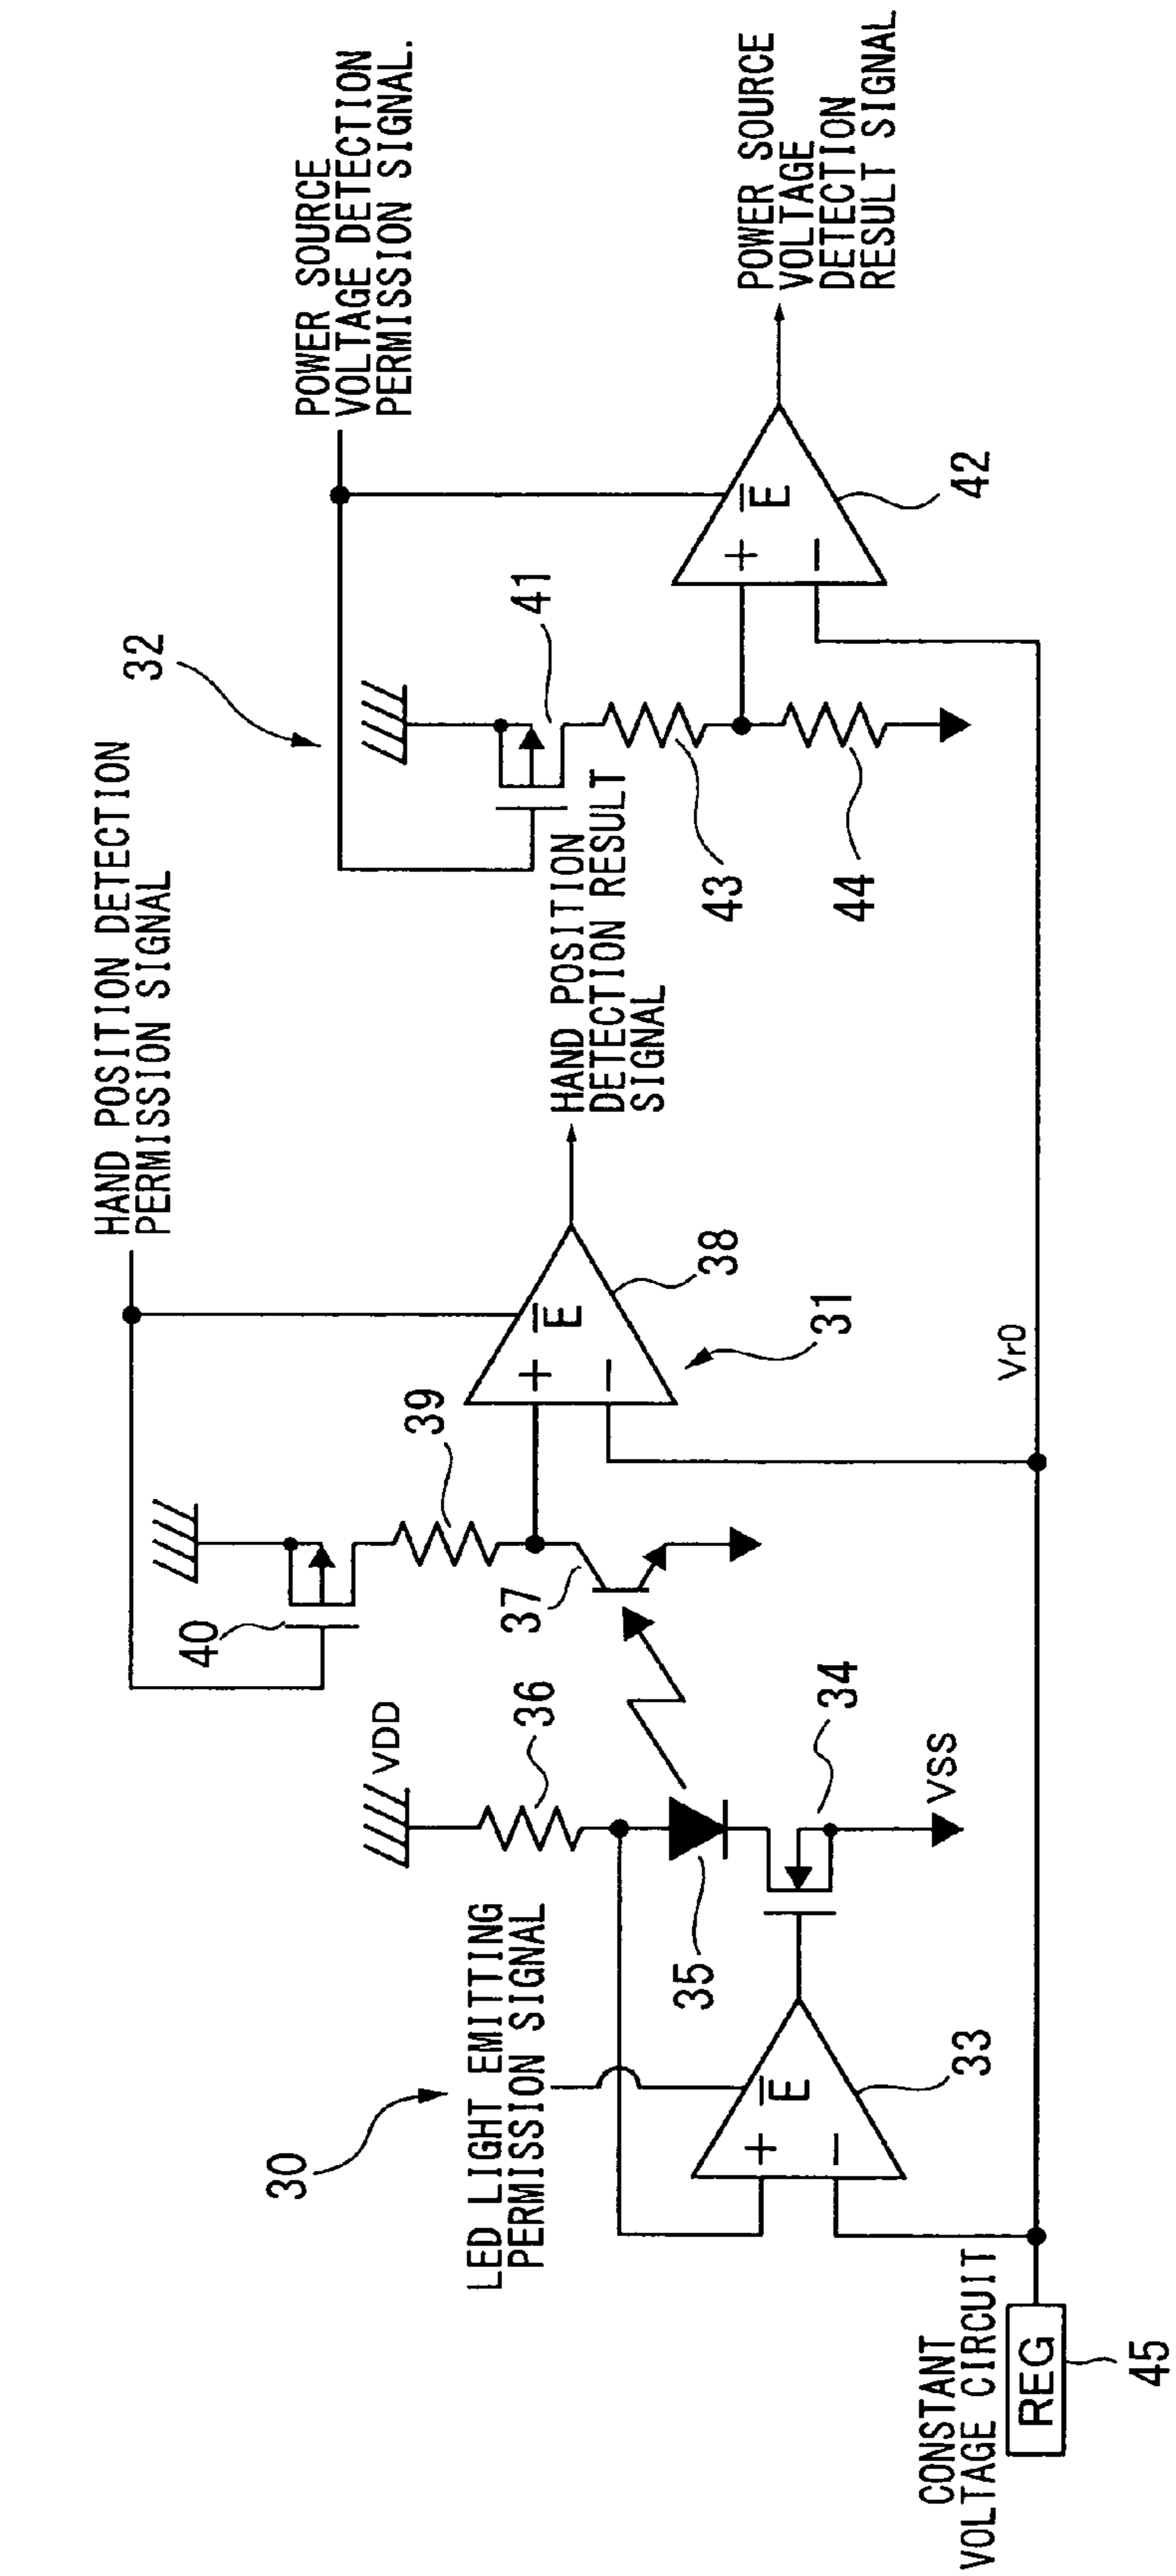 HAND POSITION DETECTION
PERMISSION SIGNAL
POWER SOURCE
VOLTAGE DETECTION
PERMISSION SIGNAL.
32
40
39
41
VDD
36
37
HAND POSITION
DETECTION RESULT
SIGNAL
+
−
E
38
31
43
44
+
−
E
42
POWER SOURCE
VOLTAGE
DETECTION
RESULT SIGNAL
30
LED LIGHT EMITTING
PERMISSION SIGNAL
35
34
VSS
+
−
E
33
Vr0
CONSTANT
VOLTAGE CIRCUIT
REG
45